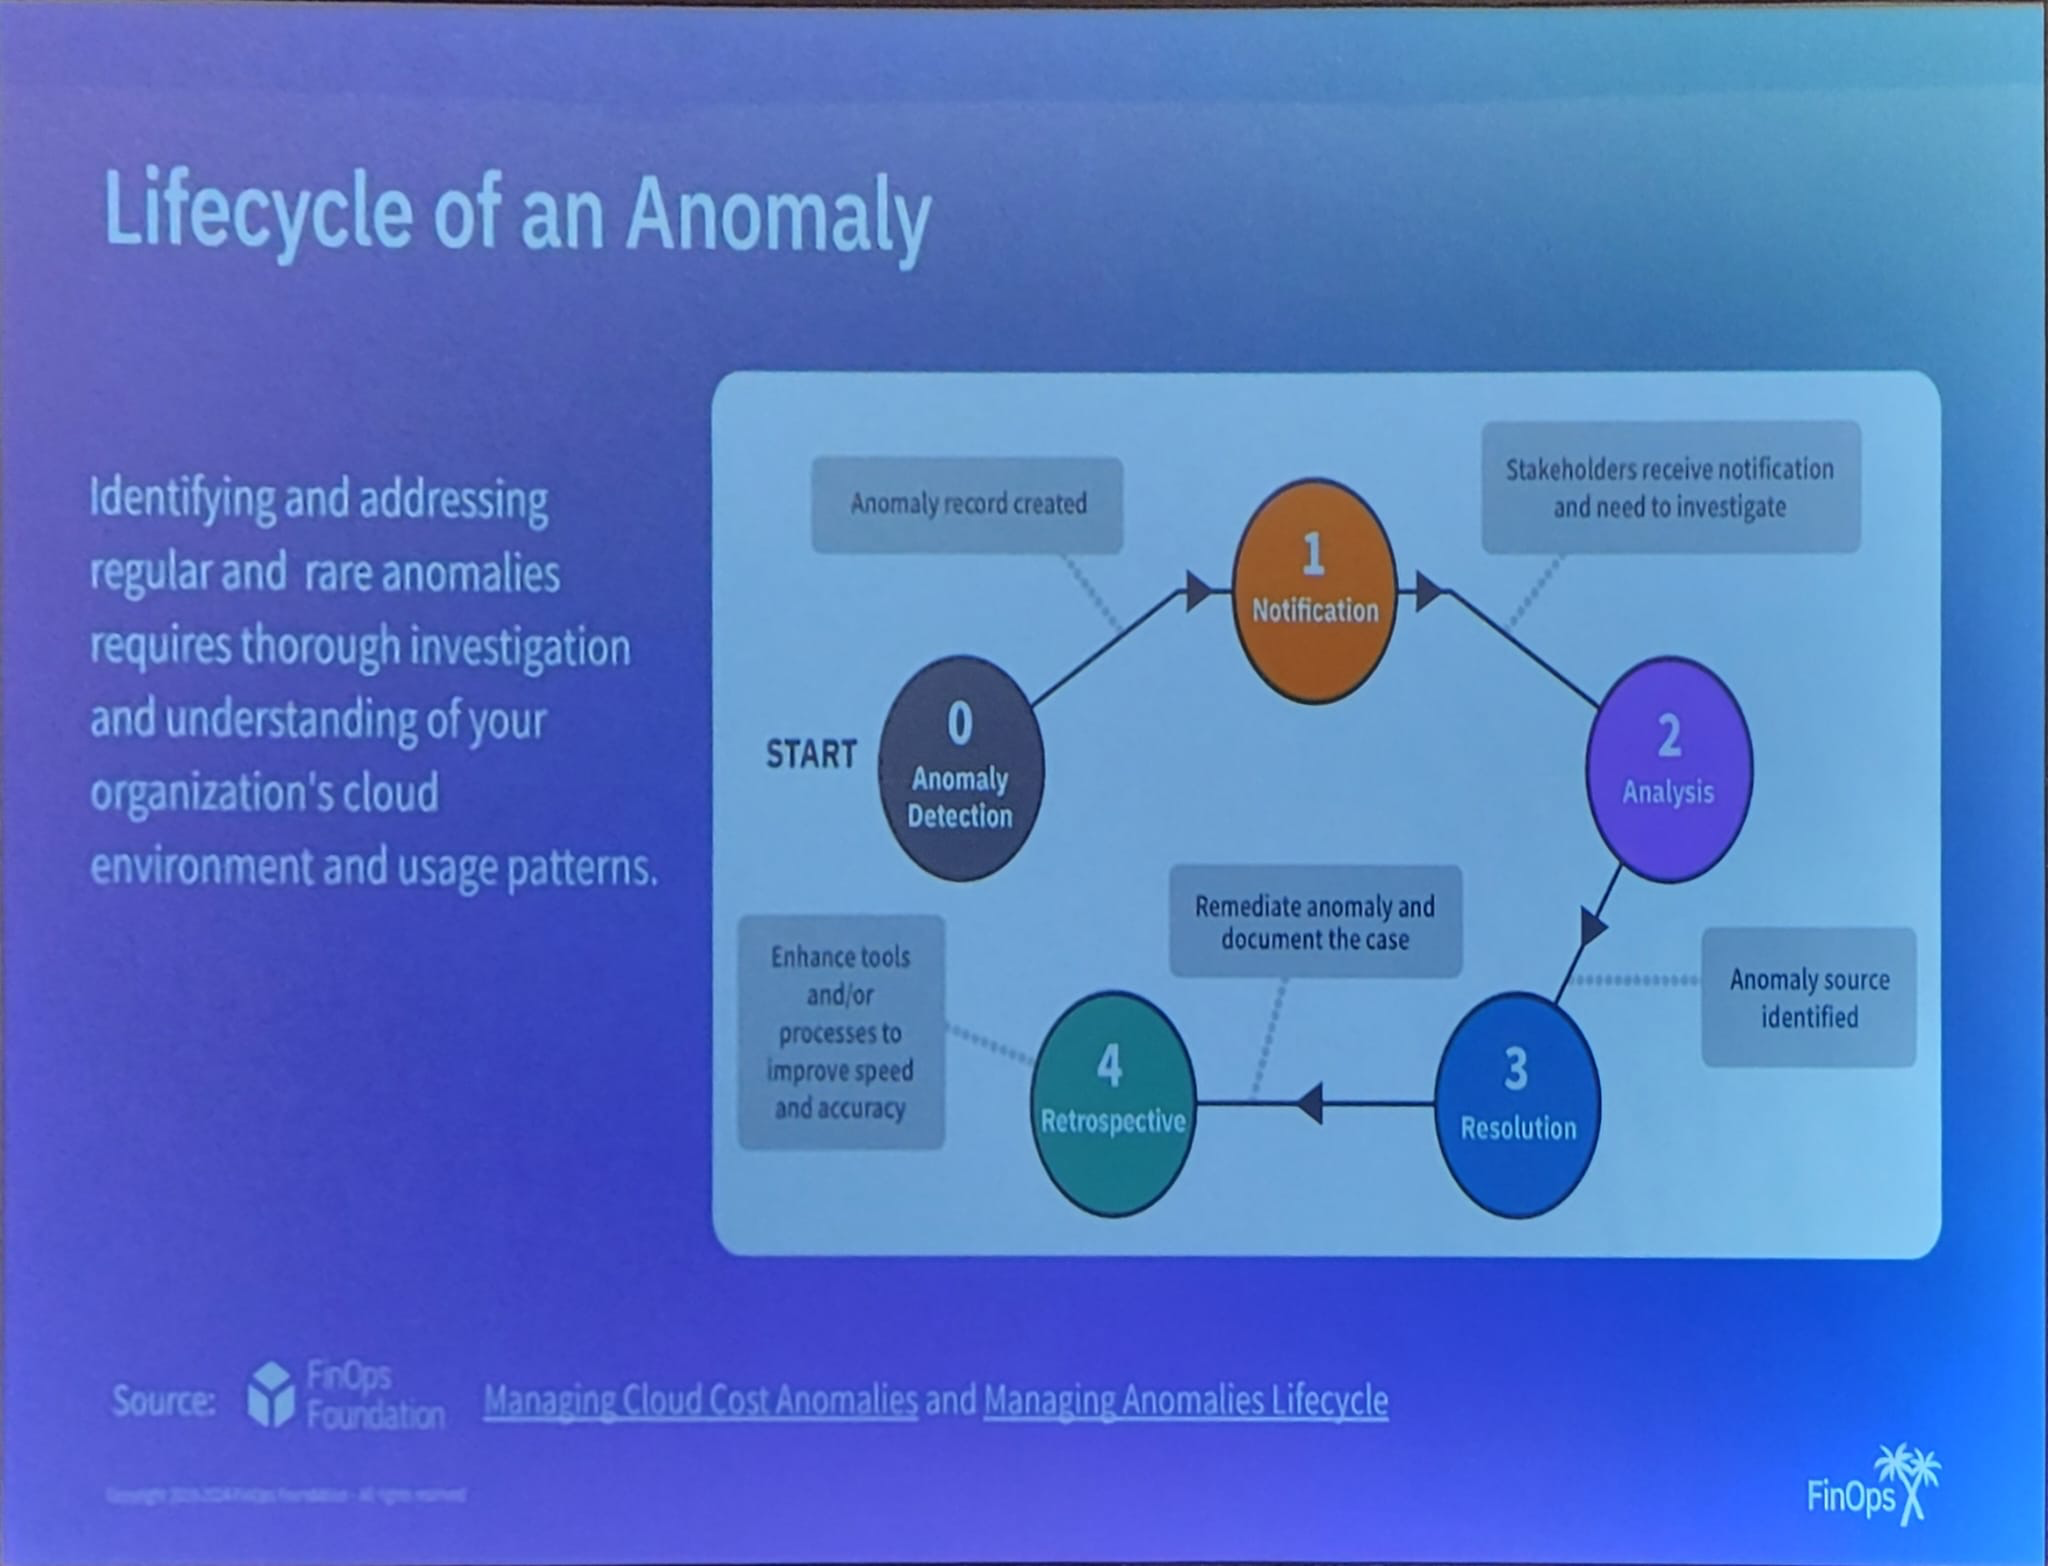 Lifecycle of an Anomaly
Identifying and addressing
regular and rare anomalies
requires thorough investigation
and understanding of your
organization's cloud
environment and usage patterns.
Anomaly record created
Stakeholders receive notification
and need to investigate
1
Notification
START
0
Anomaly
Detection
2
Analysis
Remediate anomaly and
document the case
Enhance tools
and/or
processes to
improve speed
and accuracy
Anomaly source
identified
4
Retrospective
3
Resolution
Source:
FinOps
Foundation
Managing Cloud Cost Anomalies and Managing Anomalies Lifecycle
FinOps X